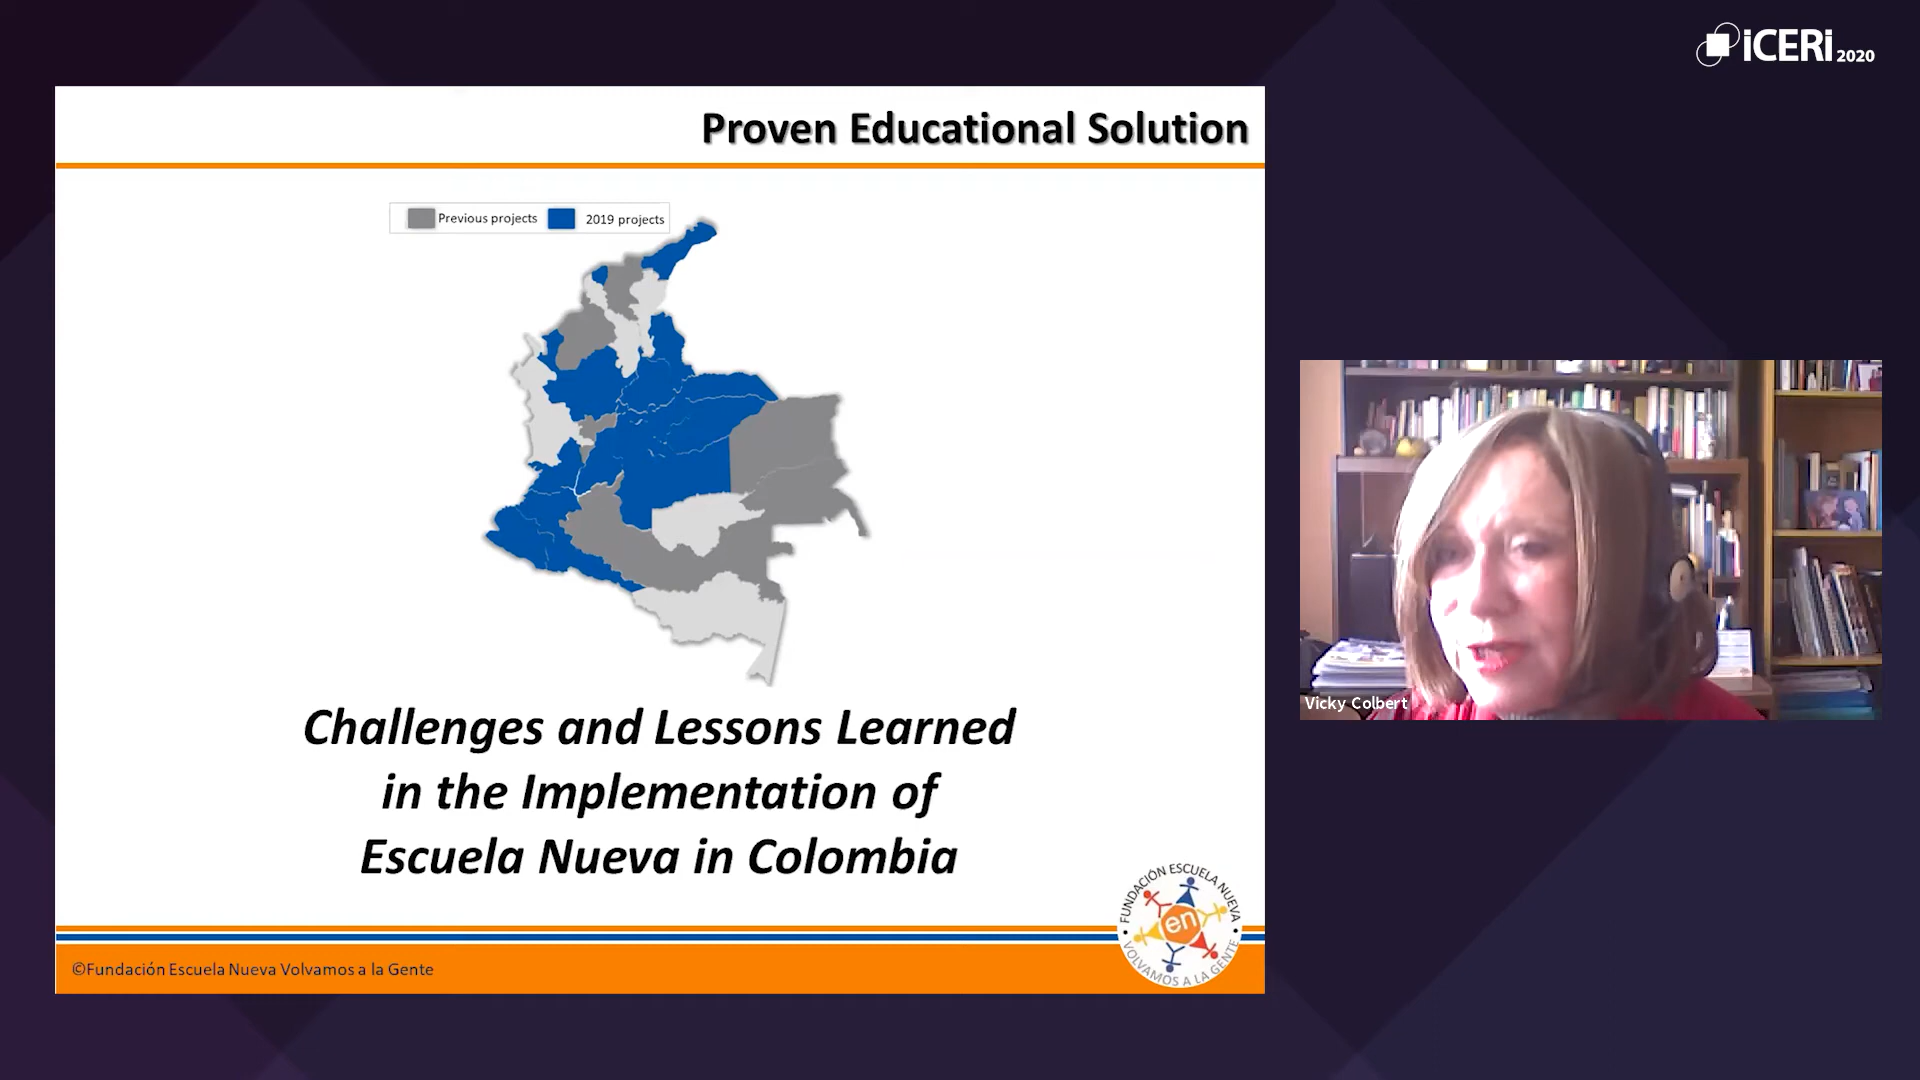 iCERi 2020
Proven Educational Solution
Previous projects
2019 projects
Challenges and Lessons Learned
in the Implementation of
Escuela Nueva in Colombia
FUNDACIÓN ESCUELA NUEVA
en
VOLVAMOS A LA GENTE
©Fundación Escuela Nueva Volvamos a la Gente
Vicky Colbert